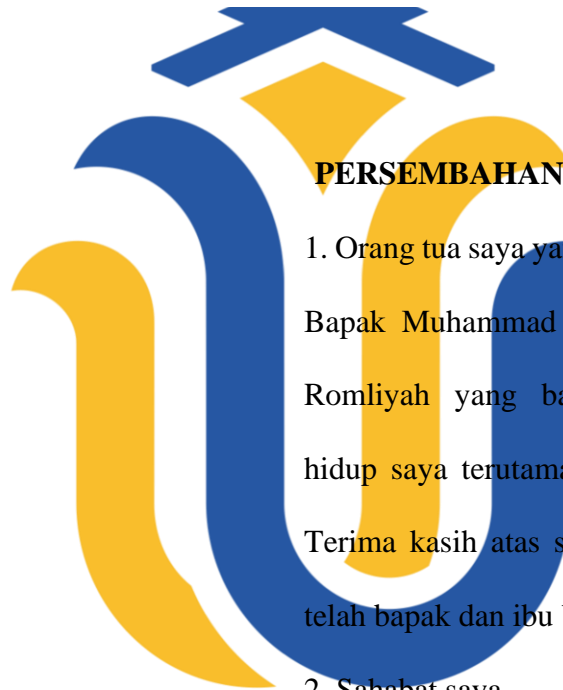 PERSEMBAHAN
1. Orang tua saya
Bapak Muhammad
Romliyah yang
hidup saya terutama
Terima kasih atas
telah bapak dan ibu
2. Sahabat saya